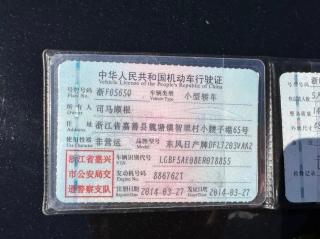 中华人民共和国机动车行驶证
Vehicle License of the People's Republic of China
号牌号码 浙F0565Q 车辆类型 小型轿车
Plate No. Vehicle Type
所有人 司马顺根
Owner
住址 浙江省嘉善县魏塘镇智果村小腰子域65号
Address
使用性质 非营运 品牌型号 东风日产牌DFL7203VAK2
Use Character Model
浙江省嘉兴 车辆识别代号 LGBF5AE08ER078855
VIN
市公安局交 发动机号码 886762T
Engine No.
通警察支队 注册日期 2014-03-27 发证日期 2014-03-27
Register Date Issue Date